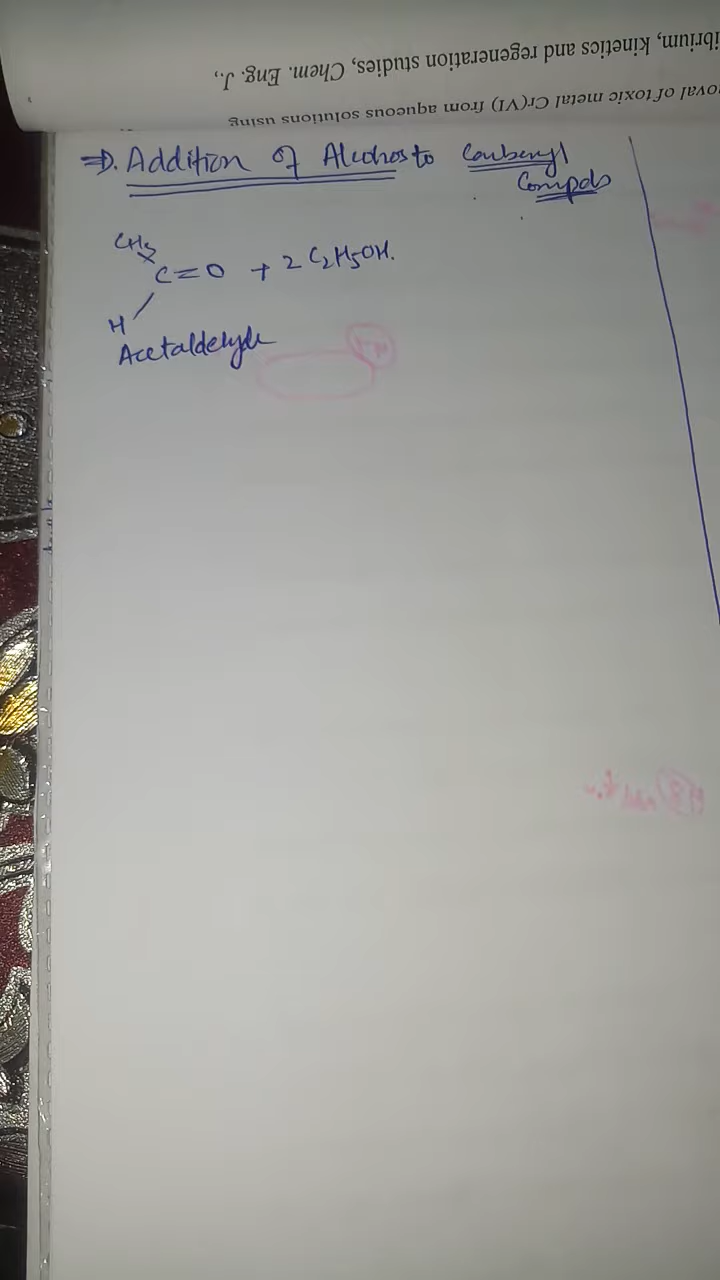 ibrium, kinetics and regeneration studies, Chem. Eng. J.,
oval of toxic metal Cr(VI) from aqueous solutions using
⇒. Addition of Alcohos to Carbonyl
Compds
CH3
C=O + 2 C2H5OH.
H
Acetaldehyde